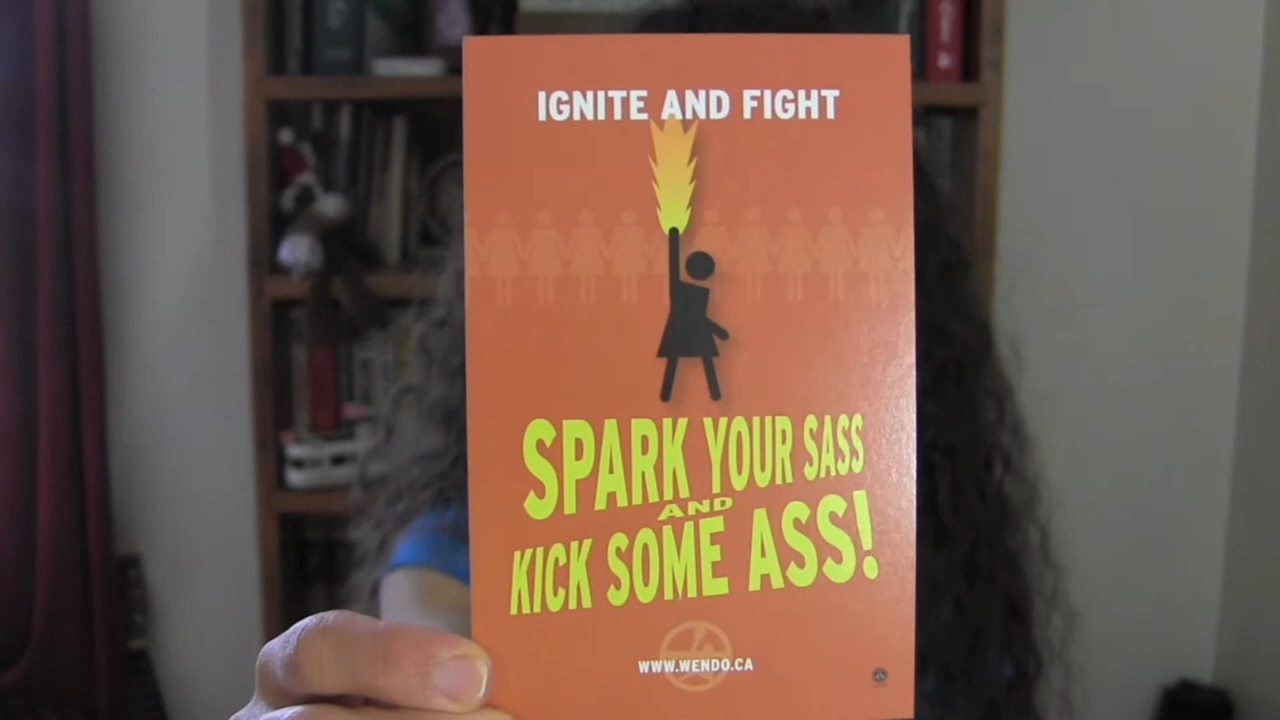 IGNITE AND FIGHT
SPARK YOUR SASS
AND
KICK SOME ASS!
WWW.WENDO.CA